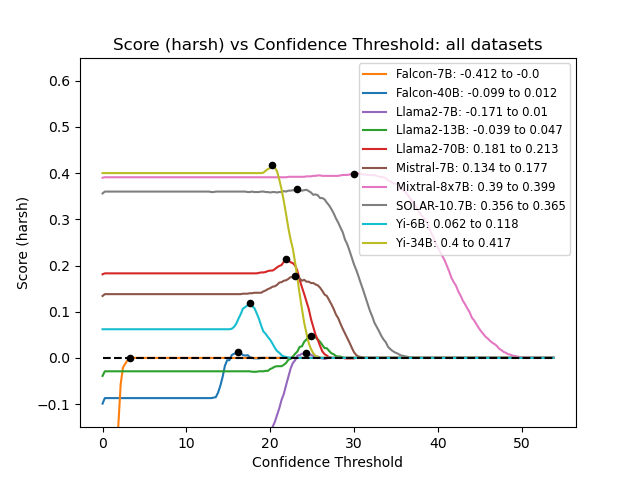 Score (harsh) vs Confidence Threshold: all datasets
Score (harsh)
0.6
0.5
0.4
0.3
0.2
0.1
0.0
−0.1
Falcon-7B: -0.412 to -0.0
Falcon-40B: -0.099 to 0.012
Llama2-7B: -0.171 to 0.01
Llama2-13B: -0.039 to 0.047
Llama2-70B: 0.181 to 0.213
Mistral-7B: 0.134 to 0.177
Mixtral-8x7B: 0.39 to 0.399
SOLAR-10.7B: 0.356 to 0.365
Yi-6B: 0.062 to 0.118
Yi-34B: 0.4 to 0.417
0 10 20 30 40 50
Confidence Threshold